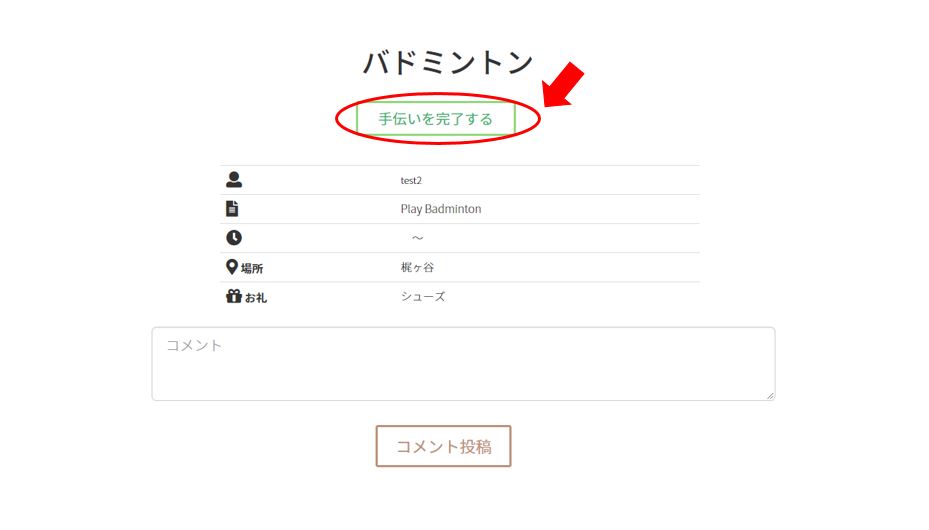 バドミントン
手伝いを完了する
test2
Play Badminton
～
場所 梶ヶ谷
お礼 シューズ
コメント
コメント投稿